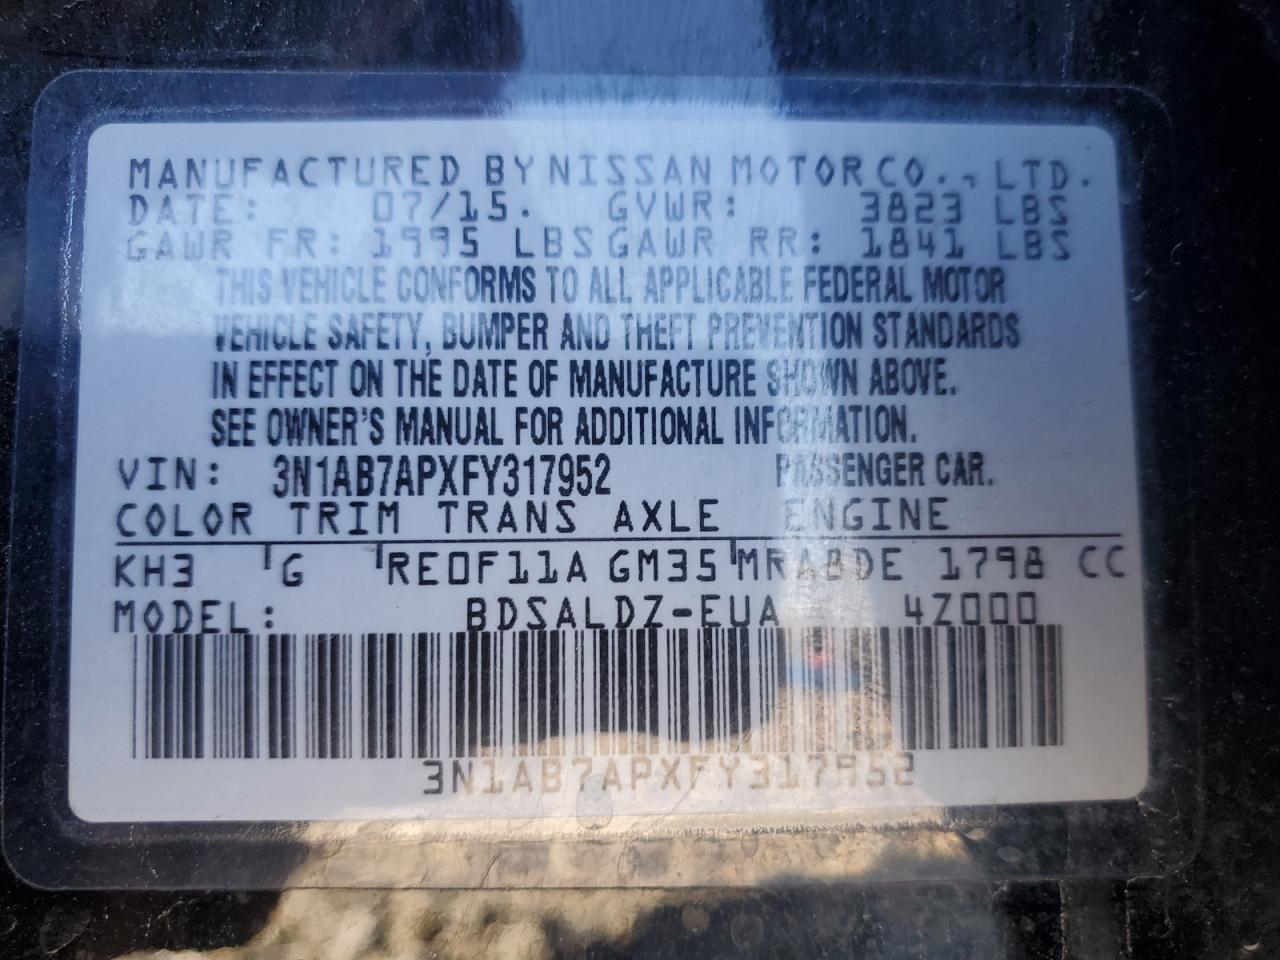 MANUFACTURED BY NISSAN MOTOR CO., LTD.
DATE: 07/15. GVWR: 3823 LBS
GAWR FR: 1995 LBS GAWR RR: 1841 LBS
THIS VEHICLE CONFORMS TO ALL APPLICABLE FEDERAL MOTOR
VEHICLE SAFETY, BUMPER AND THEFT PREVENTION STANDARDS
IN EFFECT ON THE DATE OF MANUFACTURE SHOWN ABOVE.
SEE OWNER'S MANUAL FOR ADDITIONAL INFORMATION.
VIN: 3N1AB7APXFY317952 PASSENGER CAR.
COLOR TRIM TRANS AXLE ENGINE
KH3 G RE0F11A GM35 MRA8DE 1798 CC
MODEL: BDSALDZ-EUA - 4Z000
3N1AB7APXFY317952